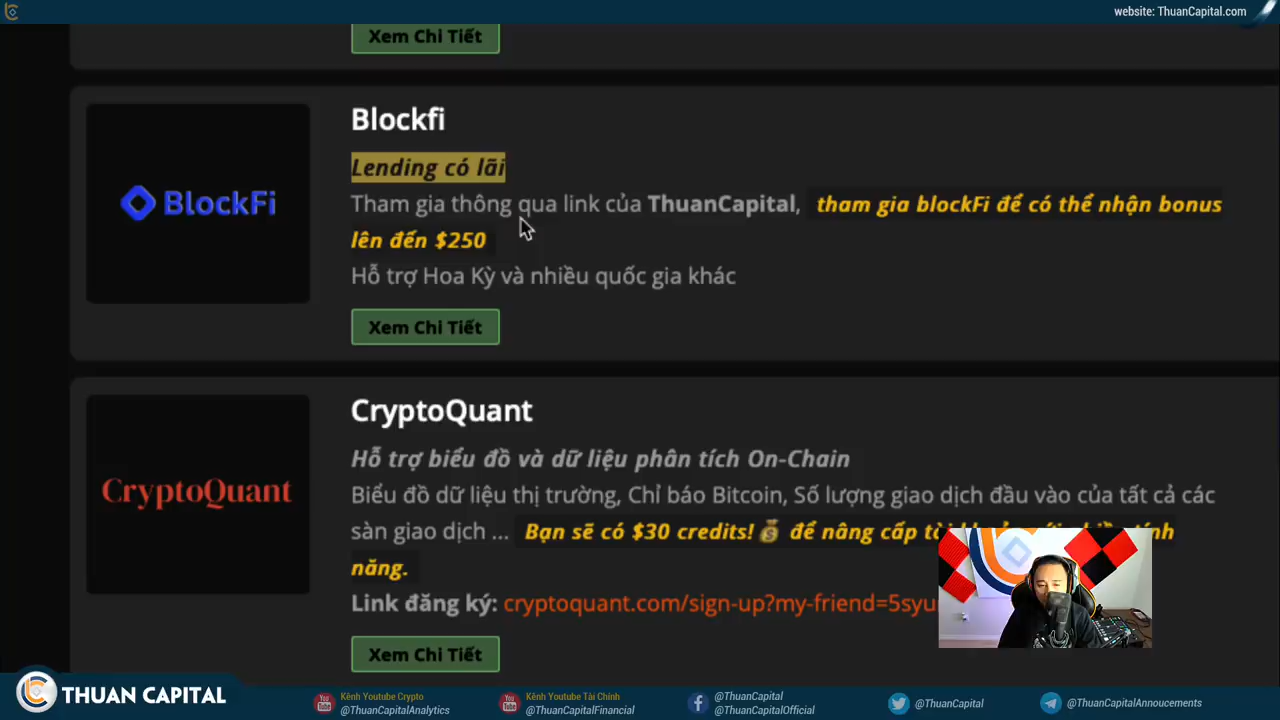 website: ThuanCapital.com
Xem Chi Tiết
Blockfi
Lending có lãi
BlockFi
Tham gia thông qua link của ThuanCapital, tham gia blockFi để có thể nhận bonus
lên đến $250
Hỗ trợ Hoa Kỳ và nhiều quốc gia khác
Xem Chi Tiết
CryptoQuant
Hỗ trợ biểu đồ và dữ liệu phân tích On-Chain
CryptoQuant
Biểu đồ dữ liệu thị trường, Chỉ báo Bitcoin, Số lượng giao dịch đầu vào của tất cả các
sàn giao dịch ... Bạn sẽ có $30 credits!💰 để nâng cấp tính
năng.
Link đăng ký: cryptoquant.com/sign-up?my-friend=5syu
Xem Chi Tiết
THUAN CAPITAL
Kênh Youtube Crypto
@ThuanCapitalAnalytics
Kênh Youtube Tài Chính
@ThuanCapitalFinancial
@ThuanCapital
@ThuanCapitalOfficial
@ThuanCapital
@ThuanCapitalAnnoucements